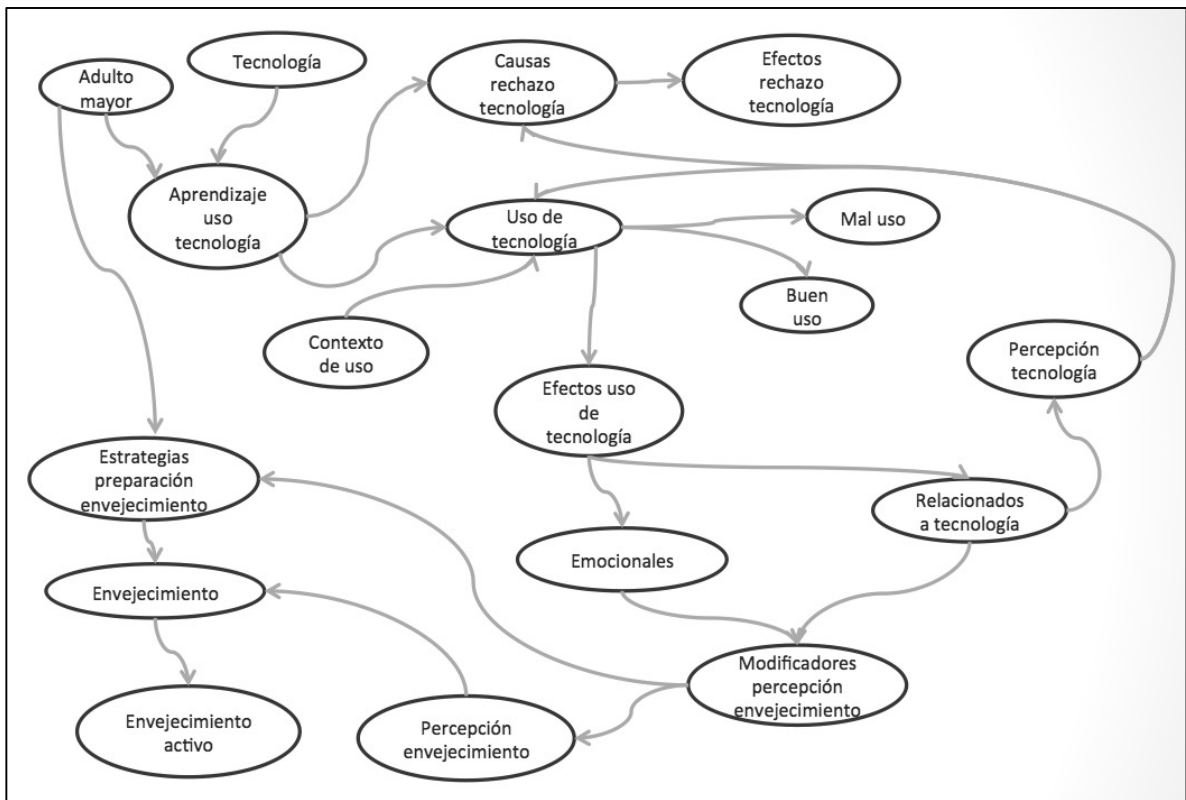 Adulto
mayor
Tecnología
Causas
rechazo
tecnología
Efectos
rechazo
tecnología
Aprendizaje
uso
tecnología
Uso de
tecnología
Mal uso
Buen
uso
Contexto
de uso
Percepción
tecnología
Efectos uso
de
tecnología
Estrategias
preparación
envejecimiento
Relacionados
a tecnología
Emocionales
Envejecimiento
Modificadores
percepción
envejecimiento
Envejecimiento
activo
Percepción
envejecimiento